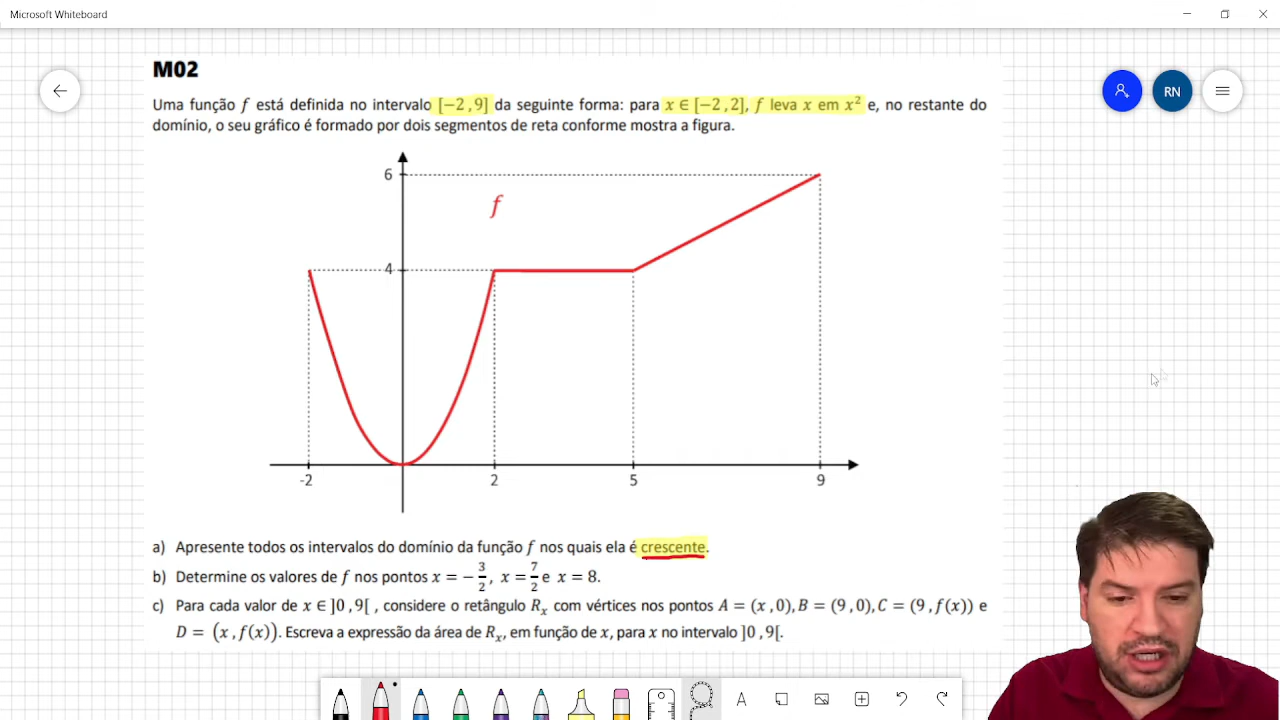 Microsoft Whiteboard
RN
M02
Uma função f está definida no intervalo [−2 , 9] da seguinte forma: para x ∈ [−2 , 2], f leva x em x² e, no restante do
domínio, o seu gráfico é formado por dois segmentos de reta conforme mostra a figura.
6
f
4
-2 2 5 9
a) Apresente todos os intervalos do domínio da função f nos quais ela é crescente.
b) Determine os valores de f nos pontos x = −3/2, x = 7/2 e x = 8.
c) Para cada valor de x ∈ ]0 , 9[ , considere o retângulo Rₓ com vértices nos pontos A = (x , 0), B = (9 , 0), C = (9 , f(x)) e
D = (x , f(x)). Escreva a expressão da área de Rₓ, em função de x, para x no intervalo ]0 , 9[.
A